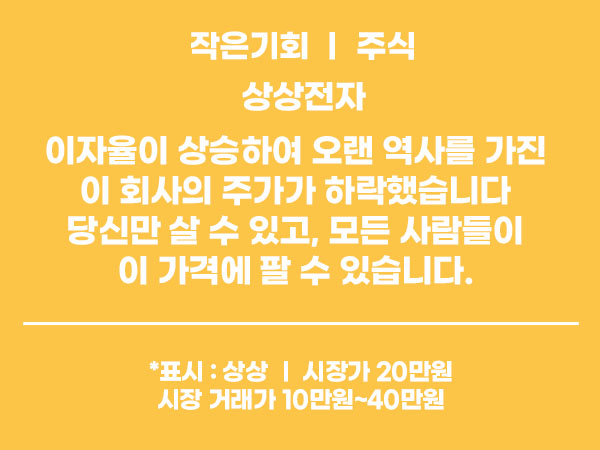 작은기회 ㅣ 주식
상상전자
이자율이 상승하여 오랜 역사를 가진
이 회사의 주가가 하락했습니다
당신만 살 수 있고, 모든 사람들이
이 가격에 팔 수 있습니다.
*표시 : 상상 ㅣ 시장가 20만원
시장 거래가 10만원~40만원